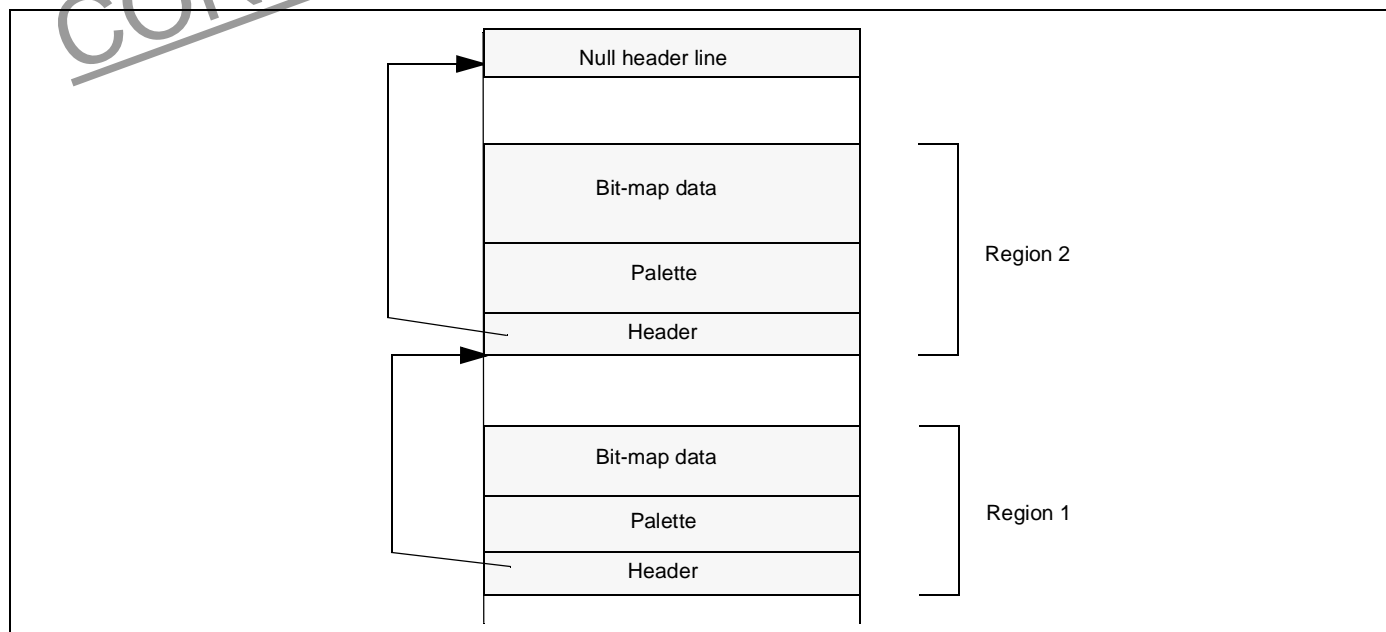 Null header line
Bit-map data
Palette
Header
Region 2
Bit-map data
Palette
Header
Region 1